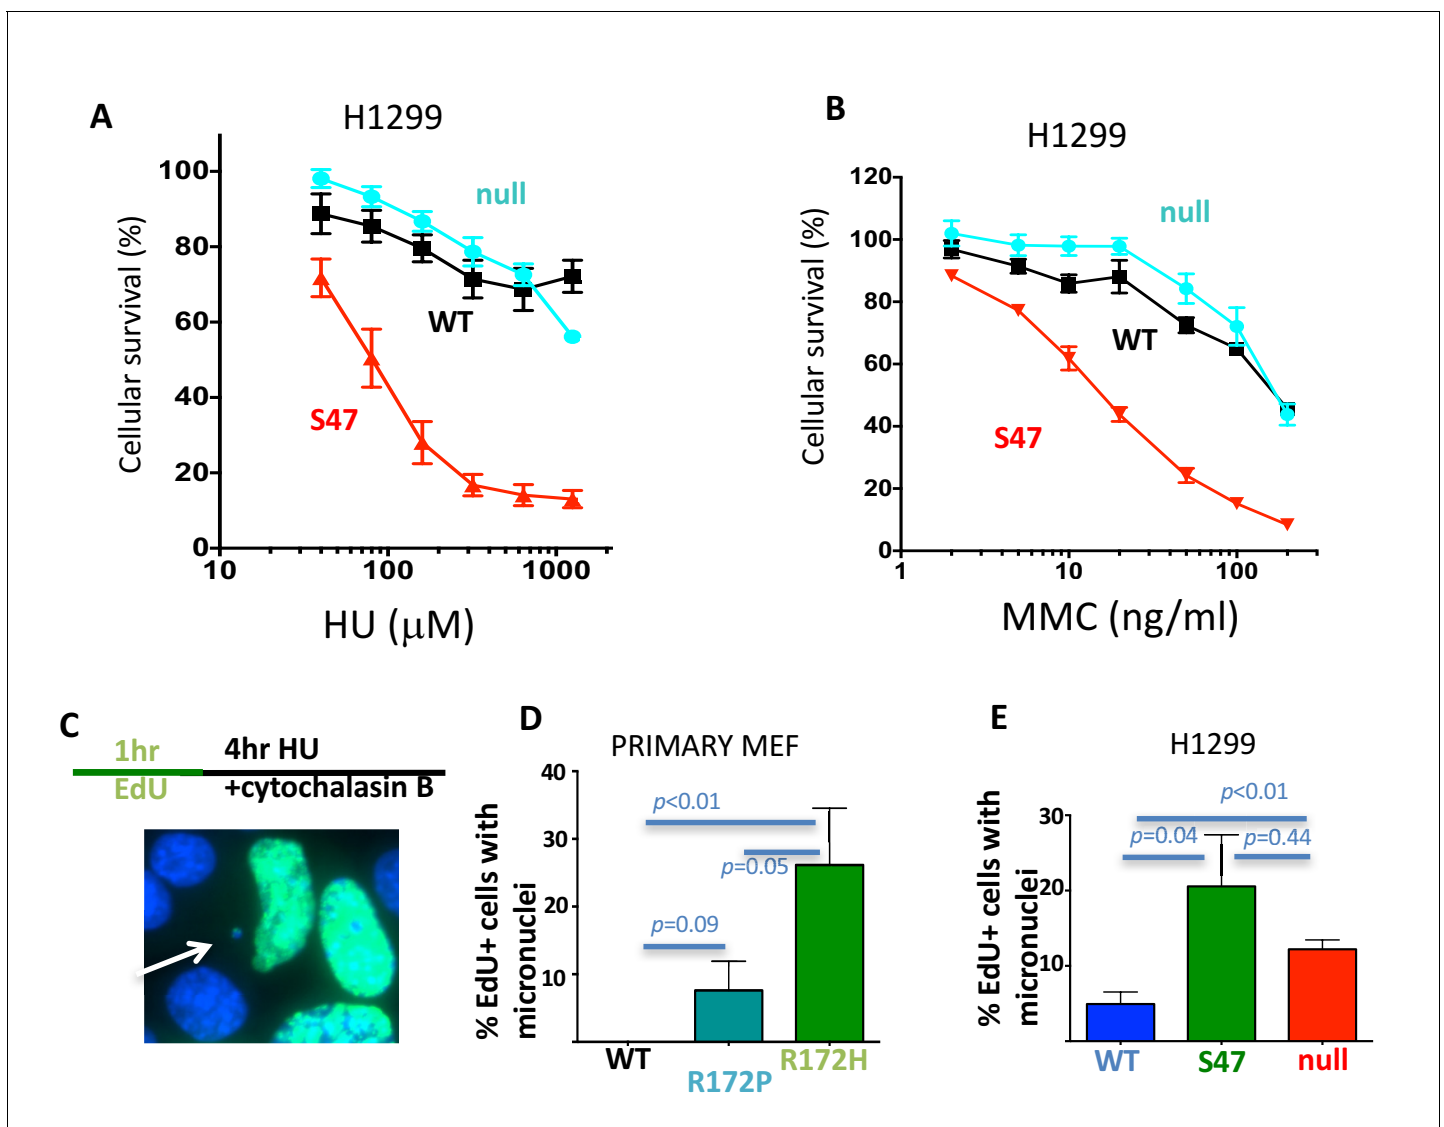 A
H1299
Cellular survival (%)
100
80
60
40
20
0
10
100
1000
null
WT
S47
HU (μM)
B
H1299
Cellular survival (%)
120
100
80
60
40
20
0
1
10
100
null
WT
S47
MMC (ng/ml)
C
1hr
EdU
4hr HU
+cytochalasin B
D
PRIMARY MEF
% EdU+ cells with
micronuclei
40
30
20
10
p<0.01
p=0.05
p=0.09
WT
R172P
R172H
E
H1299
% EdU+ cells with
micronuclei
30
20
10
p<0.01
p=0.04
p=0.44
WT
S47
null